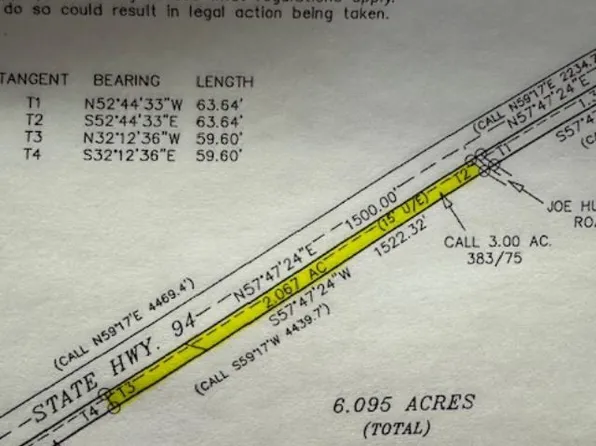 do so could result in legal action being taken.
TANGENT BEARING LENGTH
T1 N52°44'33"W 63.64'
T2 S52°44'33"E 63.64'
T3 N32°12'36"W 59.60'
T4 S32°12'36"E 59.60'
(CALL N59°17'E 2234.
N57°47'24"E
1.3
S57°4
(C
T1
T2
JOE HU
ROA
1500.00'
(15' U/E)
1522.32'
CALL 3.00 AC.
383/75
N57°47'24"E
2.067 AC
S57°47'24"W
(CALL N59°17'E 4469.4')
(CALL S59°17'W 4439.7')
STATE HWY. 94
T3
T4
6.095 ACRES
(TOTAL)